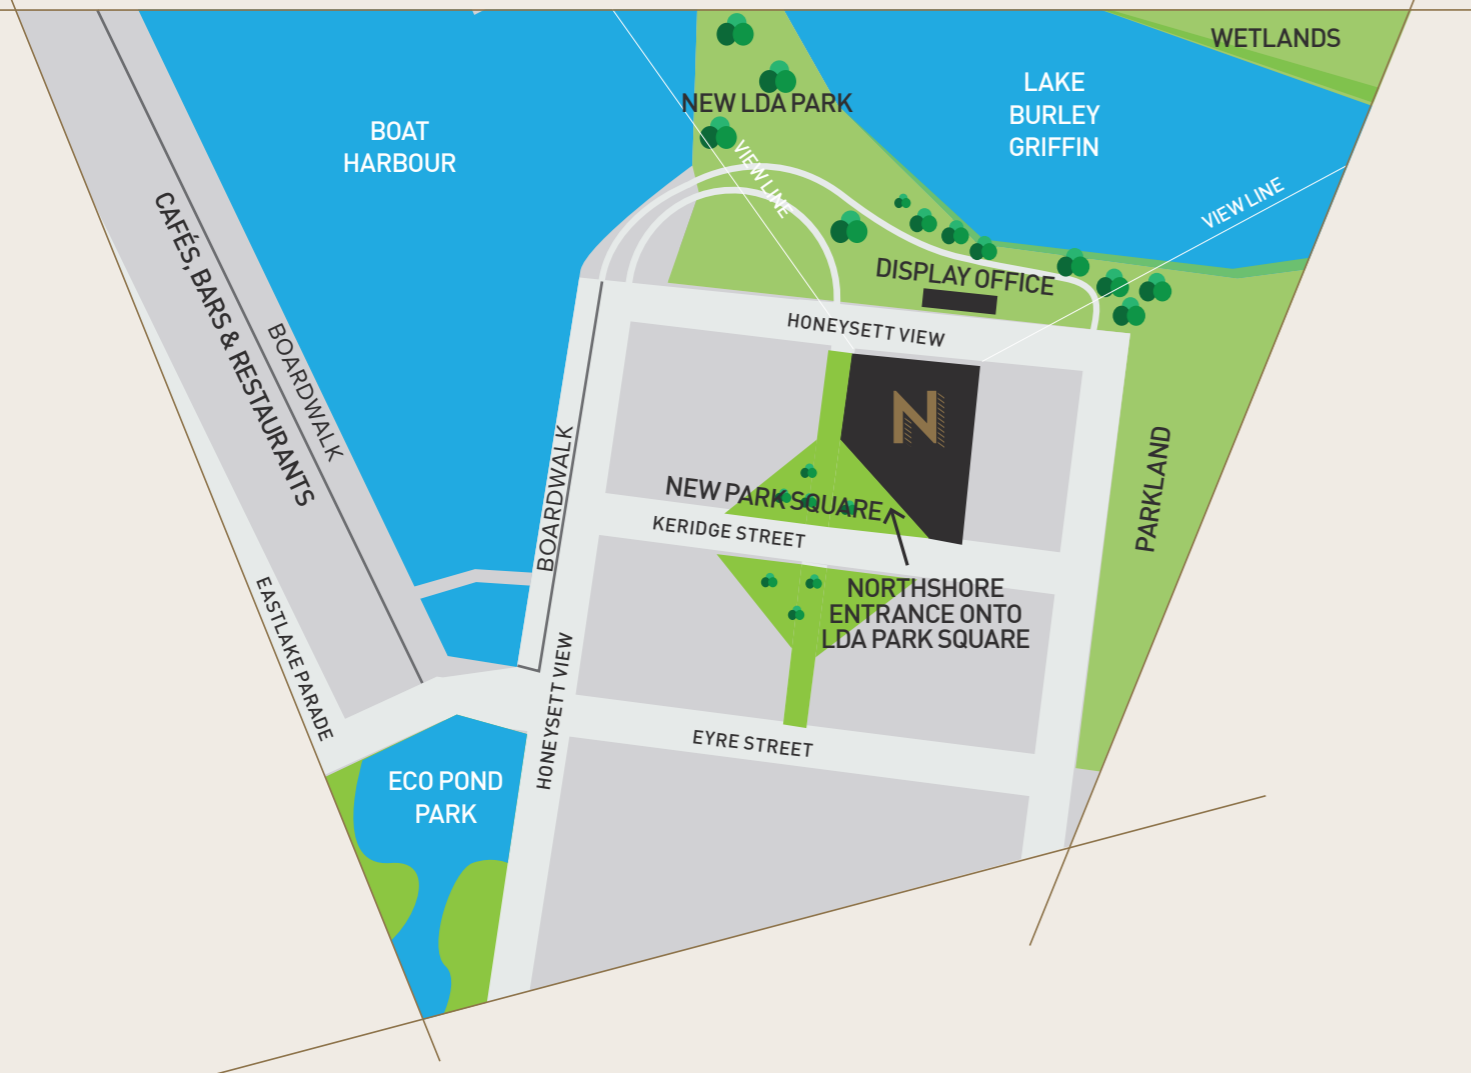 WETLANDS
LAKE
BURLEY
GRIFFIN
NEW LDA PARK
BOAT
HARBOUR
VIEW LINE
VIEW LINE
CAFÉS, BARS & RESTAURANTS
BOARDWALK
DISPLAY OFFICE
HONEYSETT VIEW
N
PARKLAND
BOARDWALK
NEW PARK SQUARE
KERIDGE STREET
NORTHSHORE
ENTRANCE ONTO
LDA PARK SQUARE
EASTLAKE PARADE
HONEYSETT VIEW
EYRE STREET
ECO POND
PARK